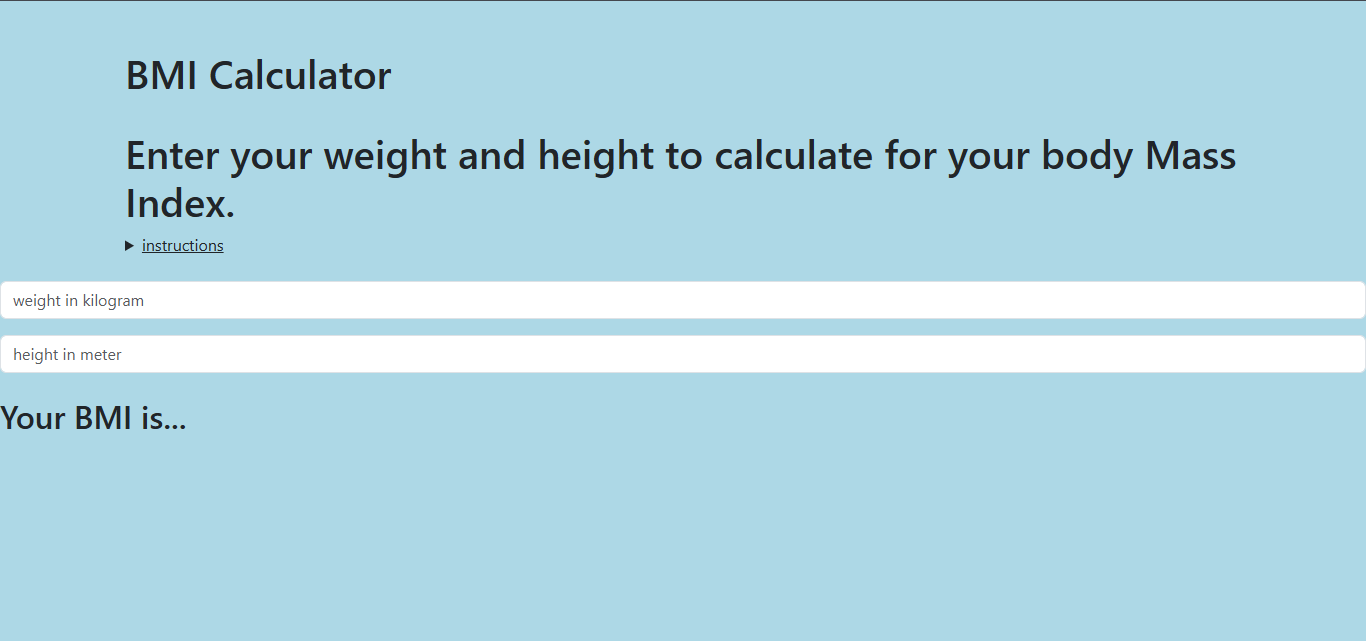 BMI Calculator
Enter your weight and height to calculate for your body Mass
Index.
instructions
weight in kilogram
height in meter
Your BMI is...